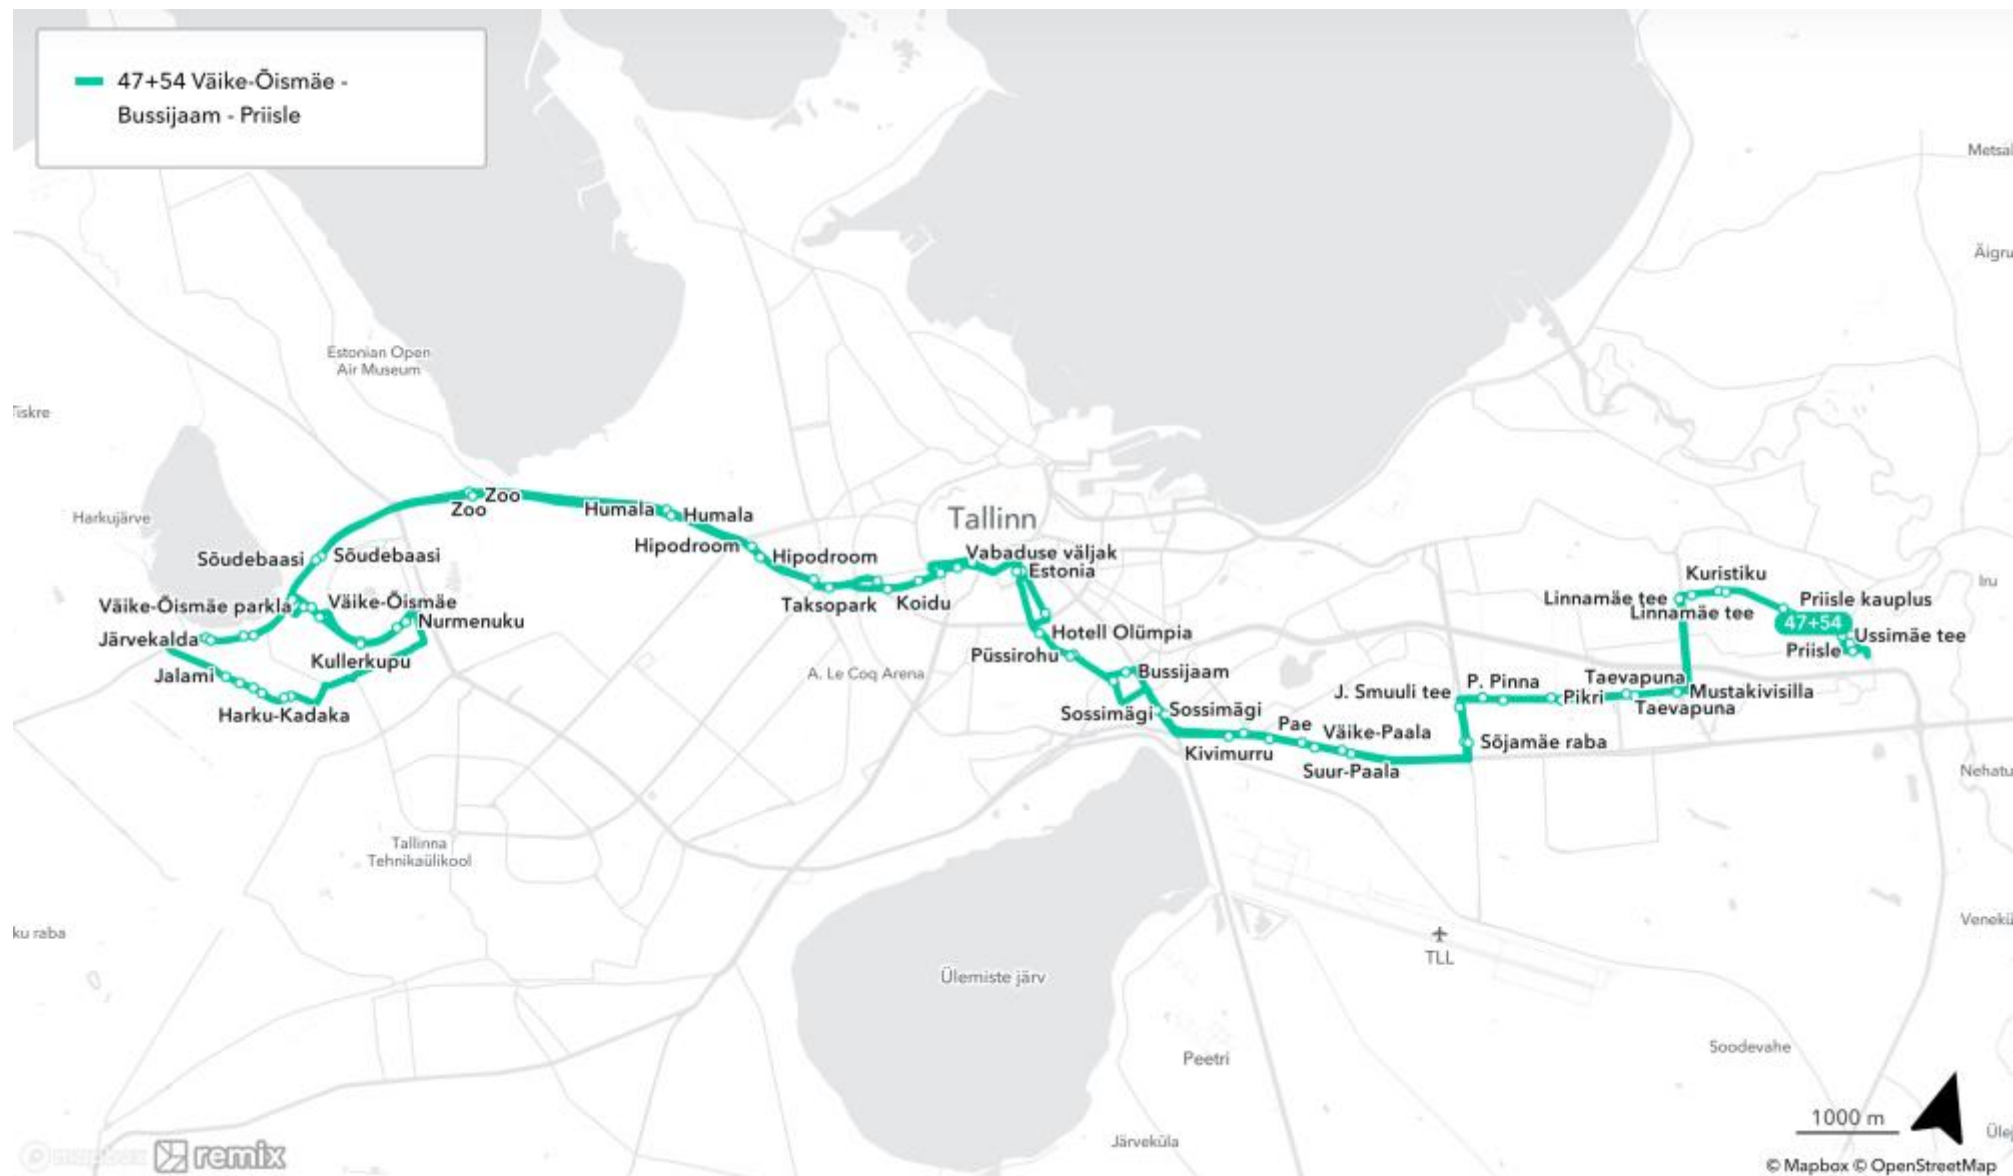 47+54 Väike-Õismäe -
Bussijaam - Priisle
Metsal
Äigru
Estonian Open
Air Museum
Tiskre
Harkujärve
Zoo
Zoo
Humala
Humala
Tallinn
Hipodroom
Hipodroom
Sõudebaasi
Sõudebaasi
Vabaduse väljak
Estonia
Kuristiku
Iru
Väike-Õismäe parkla
Väike-Õismäe
Nurmenuku
Taksopark
Koidu
Linnamäe tee
Linnamäe tee
Priisle kauplus
47+54
Ussimäe tee
Priisle
Järvekalda
Hotell Olümpia
Püssirohu
Kullerkupu
Jalami
A. Le Coq Arena
Bussijaam
Harku-Kadaka
Sossimägi
Sossimägi
J. Smuuli tee
P. Pinna
Pikri
Taevapuna
Taevapuna
Mustakivisilla
Kivimurru
Pae
Väike-Paala
Suur-Paala
Sõjamäe raba
Nehatu
Tallinna
Tehnikaülikool
ku raba
Venekü
TLL
Ülemiste järv
Peetri
Soodevahe
Järveküla
1000 m
Ülej
mapbox
remix
© Mapbox © OpenStreetMap